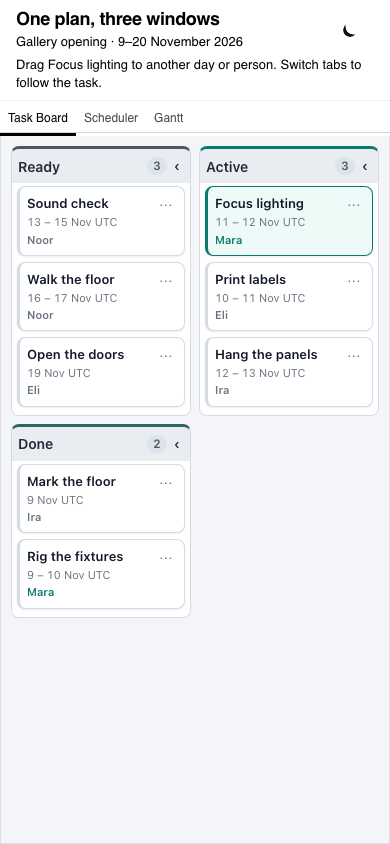 One plan, three windows
Gallery opening · 9–20 November 2026
Drag Focus lighting to another day or person. Switch tabs to
follow the task.
Task Board
Scheduler
Gantt
Ready
3
Sound check
13 – 15 Nov UTC
Noor
Walk the floor
16 – 17 Nov UTC
Noor
Open the doors
19 Nov UTC
Eli
Active
3
Focus lighting
11 – 12 Nov UTC
Mara
Print labels
10 – 11 Nov UTC
Eli
Hang the panels
12 – 13 Nov UTC
Ira
Done
2
Mark the floor
9 Nov UTC
Ira
Rig the fixtures
9 – 10 Nov UTC
Mara